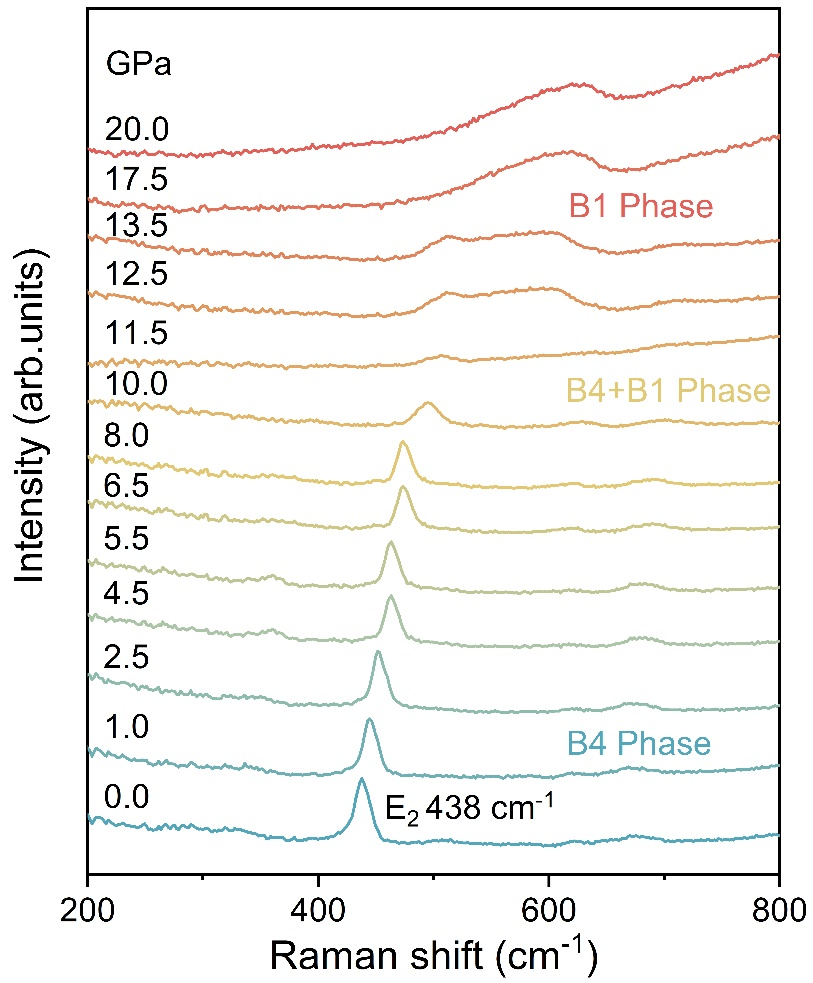 GPa
20.0
17.5
B1 Phase
13.5
12.5
11.5
10.0
B4+B1 Phase
8.0
6.5
5.5
4.5
2.5
1.0
B4 Phase
0.0
E₂ 438 cm⁻¹
Intensity (arb.units)
200 400 600 800
Raman shift (cm⁻¹)